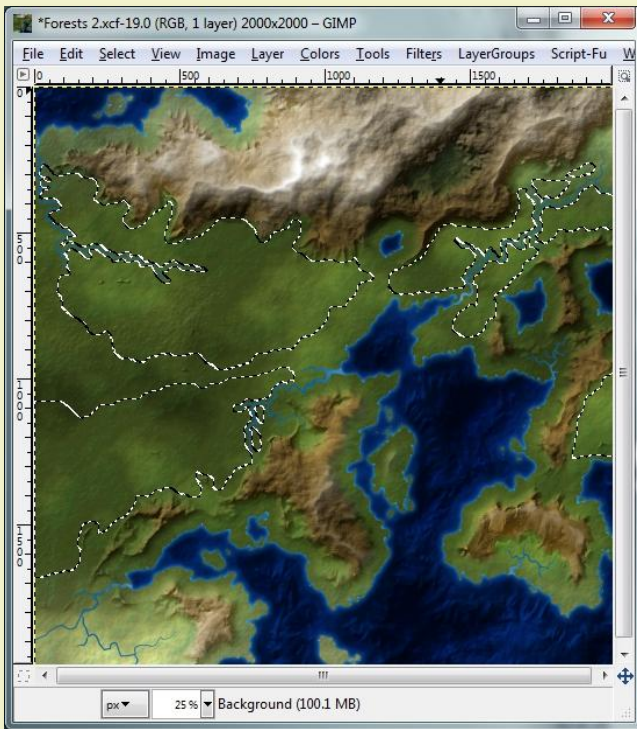 *Forests 2.xcf-19.0 (RGB, 1 layer) 2000x2000 – GIMP
File Edit Select View Image Layer Colors Tools Filters LayerGroups Script-Fu W
0 500 1000 1500
0
500
1000
1500
px 25 % Background (100.1 MB)